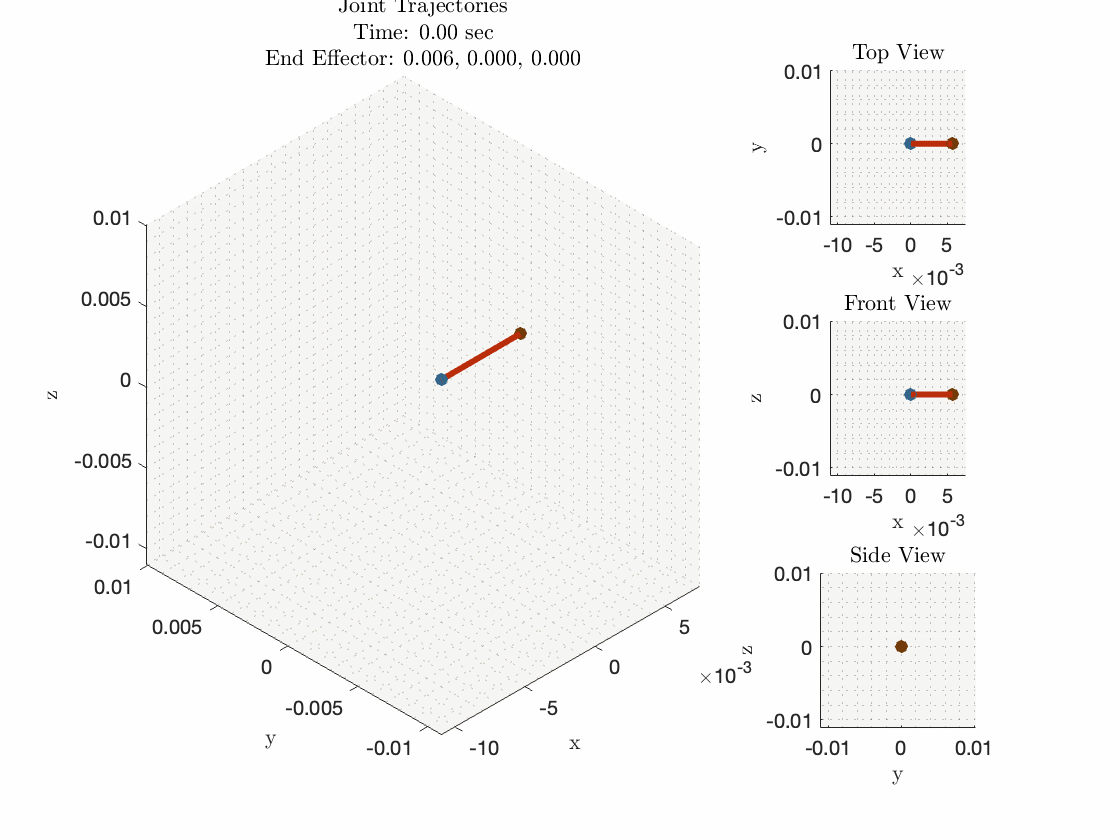 Joint Trajectories
Time: 0.00 sec
End Effector: 0.006, 0.000, 0.000
0.01
0.005
0
-0.005
-0.01
z
0.01
0.005
0
-0.005
-0.01
y
-10
-5
0
5
×10-3
x
Top View
0.01
0
-0.01
y
-10 -5 0 5
x ×10-3
Front View
0.01
0
-0.01
z
-10 -5 0 5
x ×10-3
Side View
0.01
0
-0.01
z
-0.01 0 0.01
y